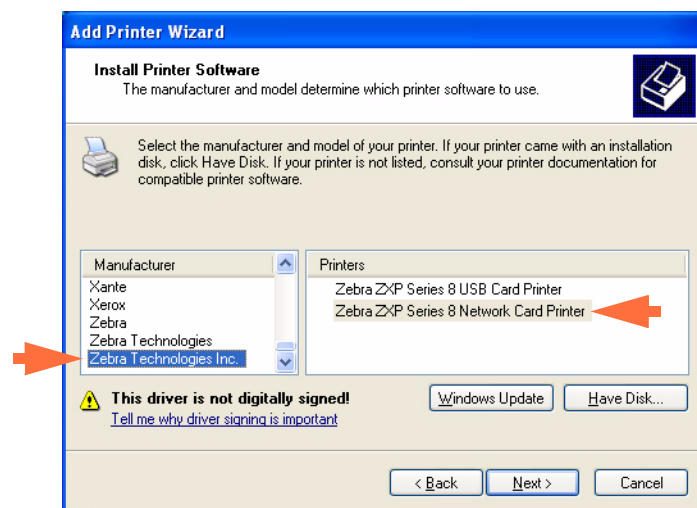 Add Printer Wizard
Install Printer Software
The manufacturer and model determine which printer software to use.
Select the manufacturer and model of your printer. If your printer came with an installation
disk, click Have Disk. If your printer is not listed, consult your printer documentation for
compatible printer software.
Manufacturer
Xante
Xerox
Zebra
Zebra Technologies
Zebra Technologies Inc.
Printers
Zebra ZXP Series 8 USB Card Printer
Zebra ZXP Series 8 Network Card Printer
This driver is not digitally signed!
Tell me why driver signing is important
Windows Update
Have Disk...
< Back
Next >
Cancel